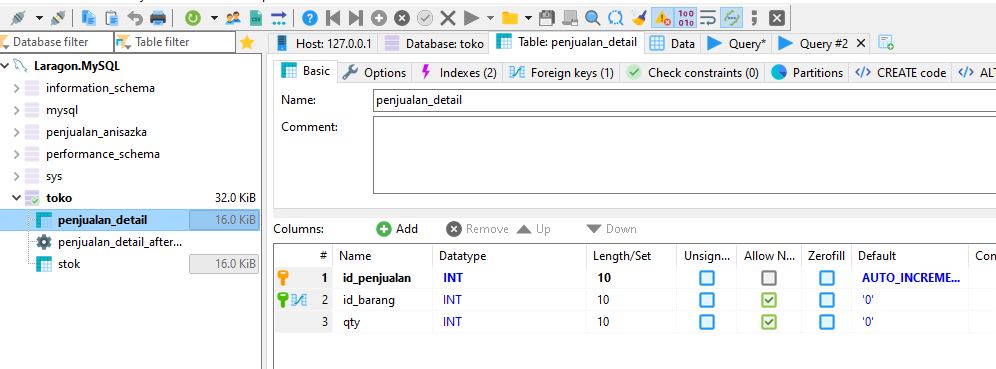 Database filter
Table filter
Host: 127.0.0.1
Database: toko
Table: penjualan_detail
Data
Query*
Query #2
Laragon.MySQL
information_schema
mysql
penjualan_anisazka
performance_schema
sys
toko 32.0 KiB
penjualan_detail 16.0 KiB
penjualan_detail_after...
stok 16.0 KiB
Basic
Options
Indexes (2)
Foreign keys (1)
Check constraints (0)
Partitions
CREATE code
ALT
Name: penjualan_detail
Comment:
Columns: Add Remove Up Down
# Name Datatype Length/Set Unsign... Allow N... Zerofill Default Con
1 id_penjualan INT 10 AUTO_INCREME...
2 id_barang INT 10 '0'
3 qty INT 10 '0'